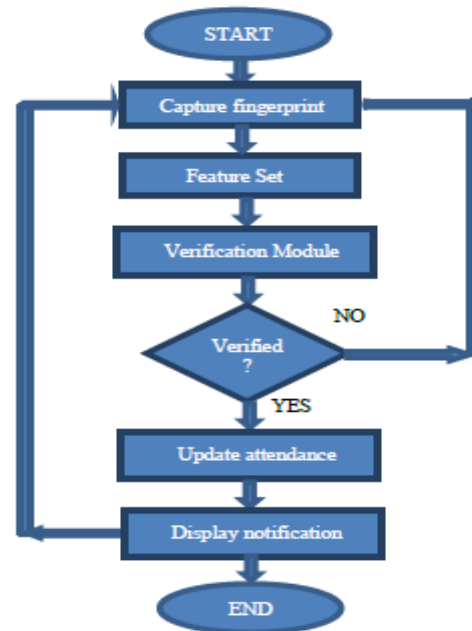 START
Capture fingerprint
Feature Set
Verification Module
NO
Verified
?
YES
Update attendance
Display notification
END